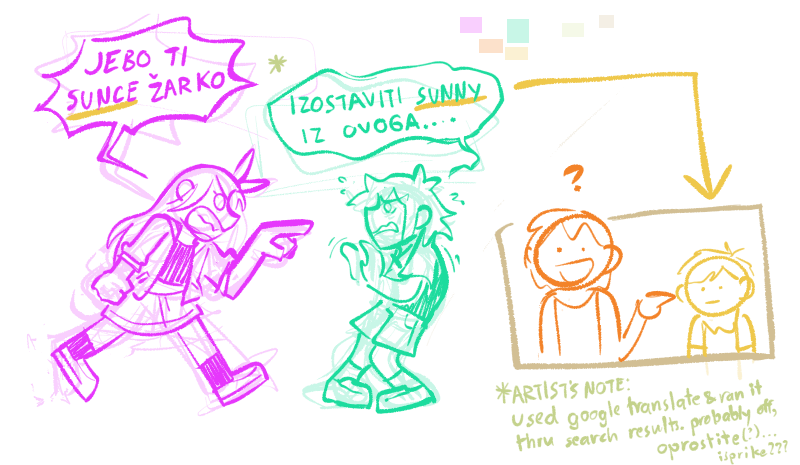 JEBO TI
SUNCE ŽARKO
*
IZOSTAVITI SUNNY
IZ OVOGA....
?
*ARTIST'S NOTE:
used google translate & ran it
thru search results. probably off,
oprostite(?)...
isprike???